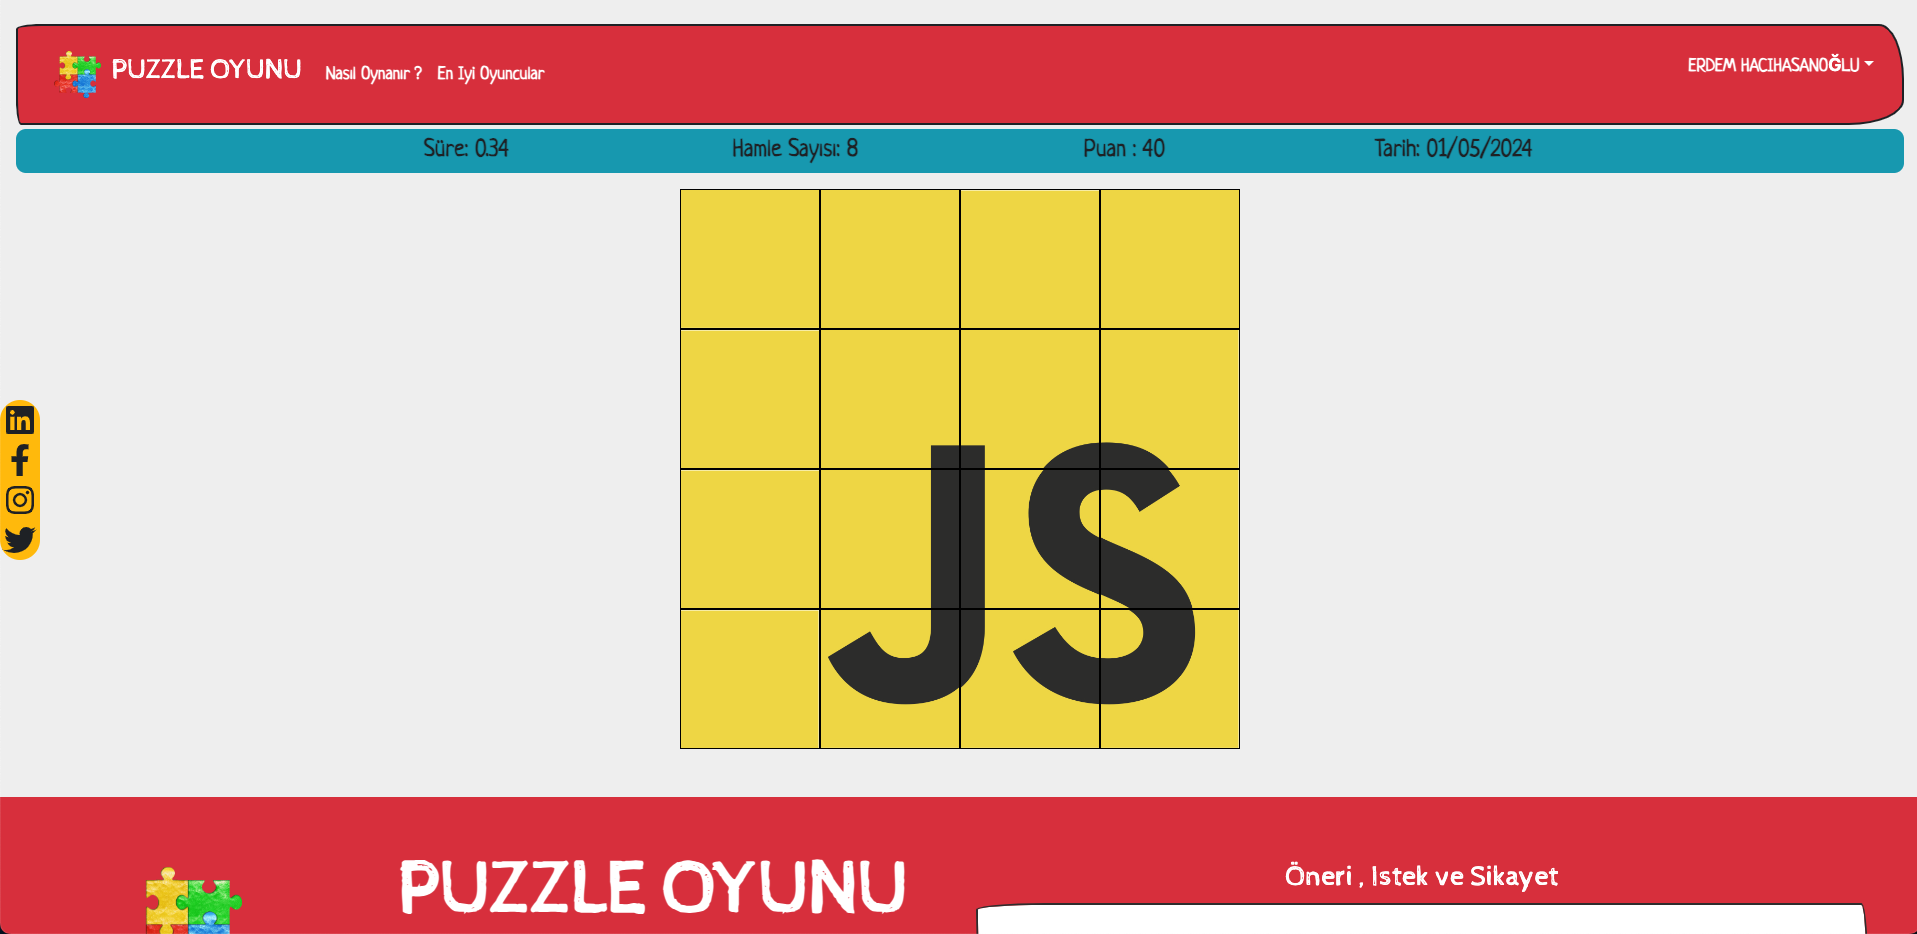 PUZZLE OYUNU
Nasıl Oynanır ?
En Iyi Oyuncular
ERDEM HACIHASANOĞLU
Süre: 0.34
Hamle Sayısı: 8
Puan : 40
Tarih: 01/05/2024
JS
in
PUZZLE OYUNU
Öneri , Istek ve Sikayet